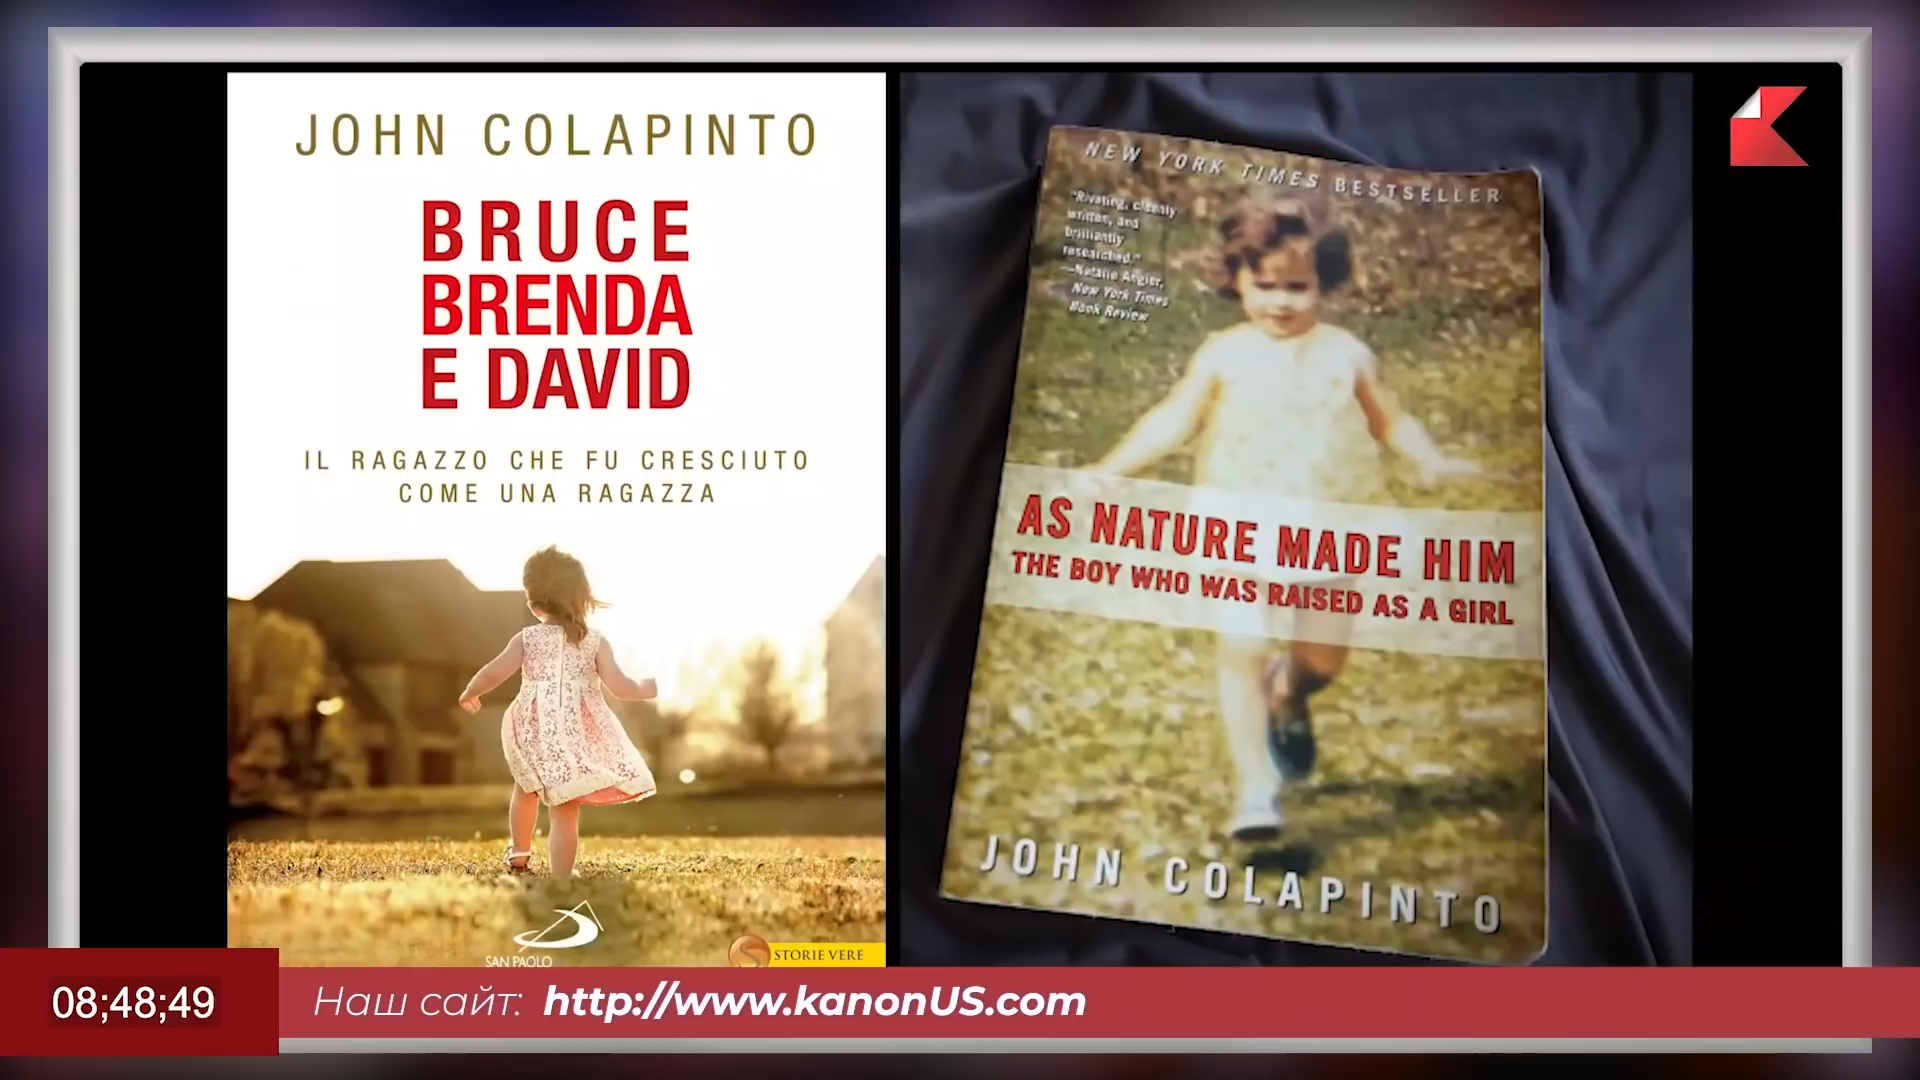 JOHN COLAPINTO
BRUCE
BRENDA
E DAVID
IL RAGAZZO CHE FU CRESCIUTO
COME UNA RAGAZZA
SAN PAOLO
STORIE VERE
NEW YORK TIMES BESTSELLER
"Riveting, cleanly
written, and
brilliantly
researched."
—Natalie Angier,
New York Times
Book Review
AS NATURE MADE HIM
THE BOY WHO WAS RAISED AS A GIRL
JOHN COLAPINTO
08;48;49
Наш сайт: http://www.kanonUS.com